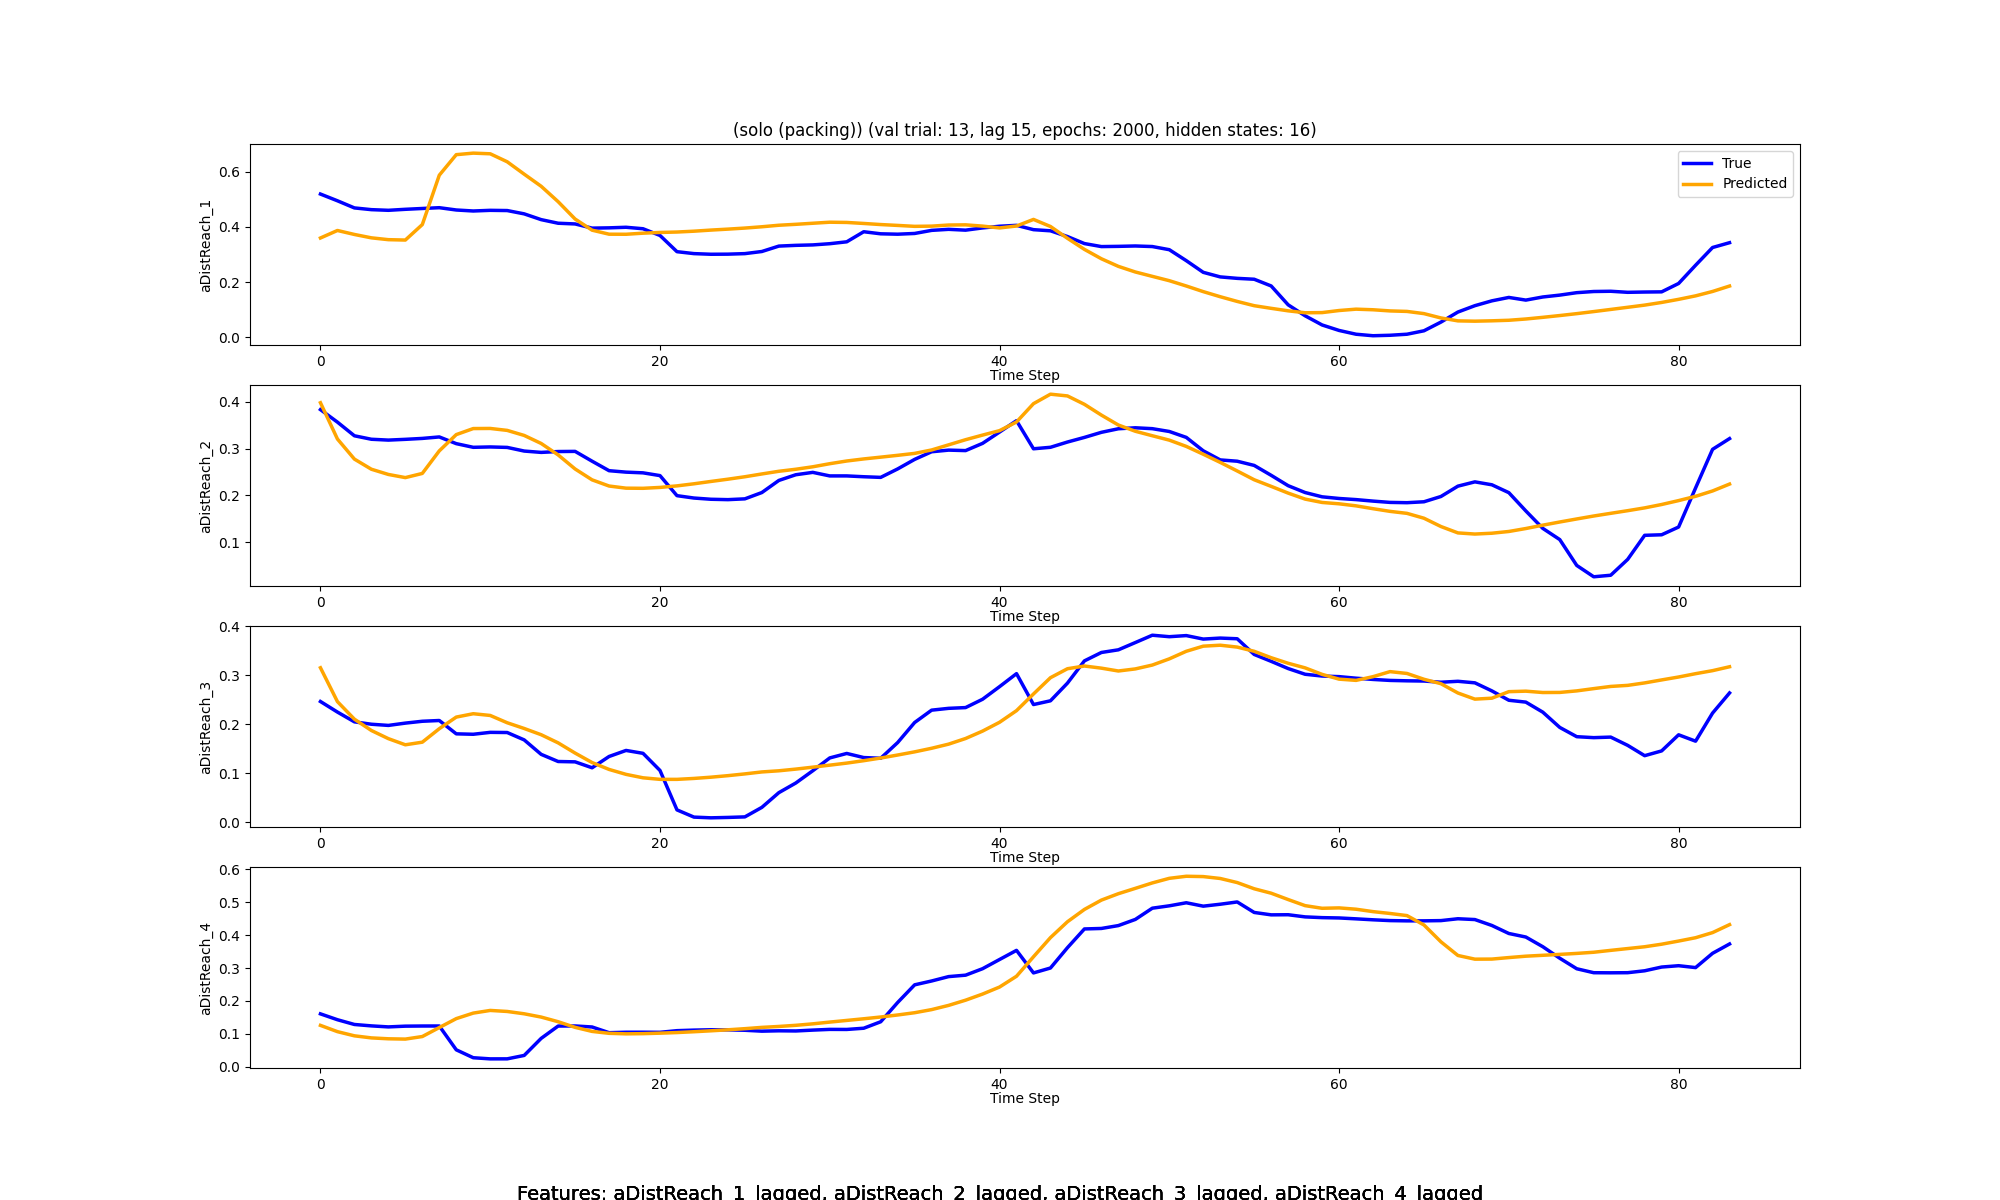 (solo (packing)) (val trial: 13, lag 15, epochs: 2000, hidden states: 16)
True
Predicted
aDistReach_1
0.6
0.4
0.2
0.0
0 20 40 60 80
Time Step
aDistReach_2
0.4
0.3
0.2
0.1
0 20 40 60 80
Time Step
aDistReach_3
0.4
0.3
0.2
0.1
0.0
0 20 40 60 80
Time Step
aDistReach_4
0.6
0.5
0.4
0.3
0.2
0.1
0.0
0 20 40 60 80
Time Step
Features: aDistReach_1_lagged, aDistReach_2_lagged, aDistReach_3_lagged, aDistReach_4_lagged